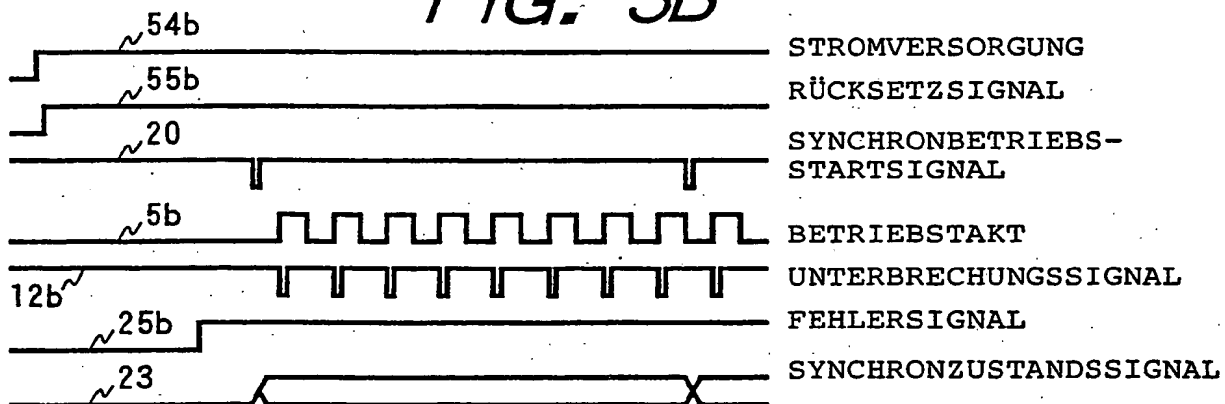 FIG. 5B
54b
STROMVERSORGUNG
55b
RÜCKSETZSIGNAL
20
SYNCHRONBETRIEBS-
STARTSIGNAL
5b
BETRIEBSTAKT
12b
UNTERBRECHUNGSSIGNAL
25b
FEHLERSIGNAL
23
SYNCHRONZUSTANDSSIGNAL